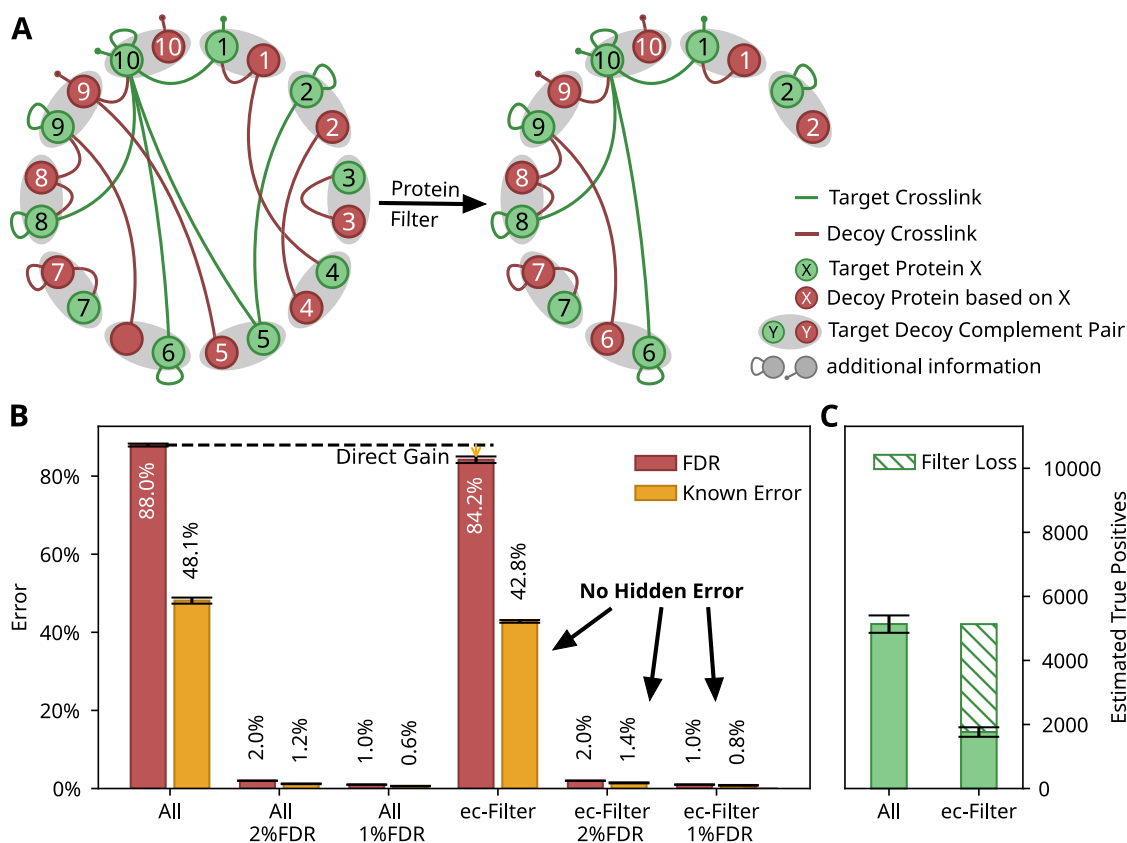 A
10
10
1
1
2
2
3
3
4
4
5
5
6
7
7
8
8
9
9
Protein
Filter
10
10
1
1
2
2
9
9
8
8
7
7
6
6
Target Crosslink
Decoy Crosslink
X Target Protein X
X Decoy Protein based on X
Y Y Target Decoy Complement Pair
additional information
B
Error
80%
60%
40%
20%
0%
Direct Gain
FDR
Known Error
No Hidden Error
88.0%
48.1%
2.0%
1.2%
1.0%
0.6%
84.2%
42.8%
2.0%
1.4%
1.0%
0.8%
All
All
2%FDR
All
1%FDR
ec-Filter
ec-Filter
2%FDR
ec-Filter
1%FDR
C
Filter Loss
10000
8000
6000
4000
2000
0
Estimated True Positives
All
ec-Filter